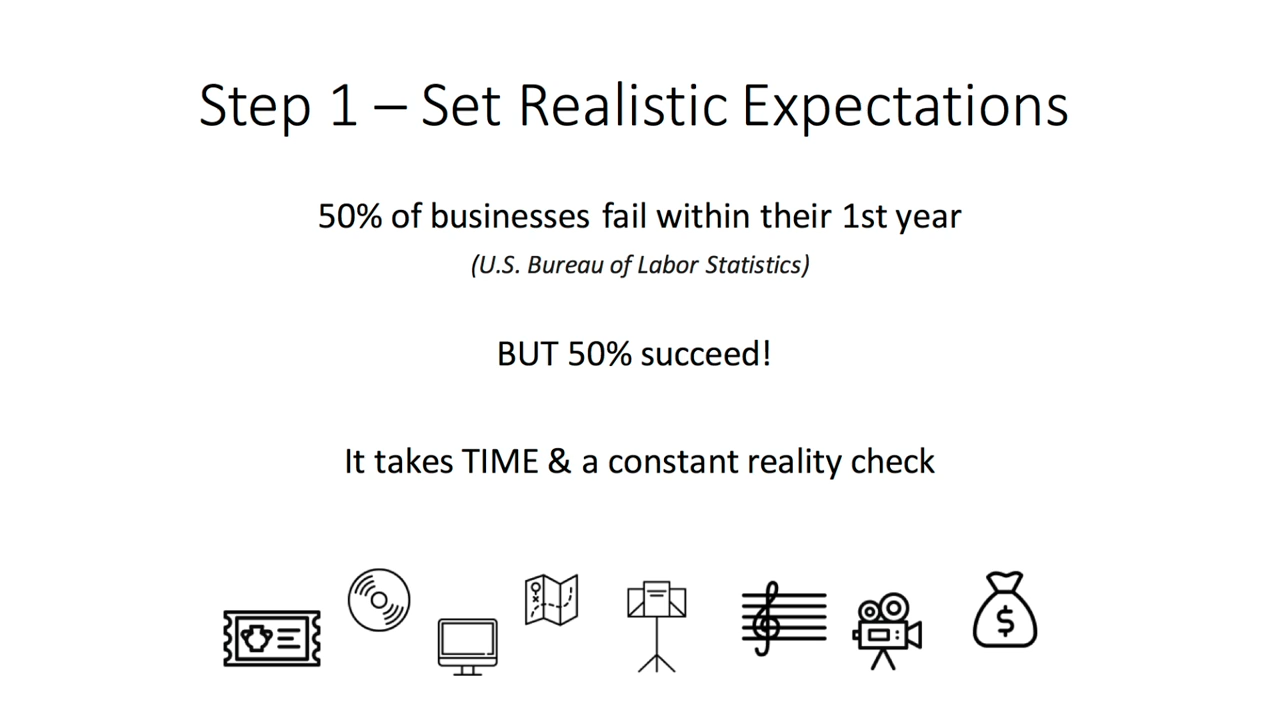 Step 1 – Set Realistic Expectations
50% of businesses fail within their 1st year
(U.S. Bureau of Labor Statistics)
BUT 50% succeed!
It takes TIME & a constant reality check
$